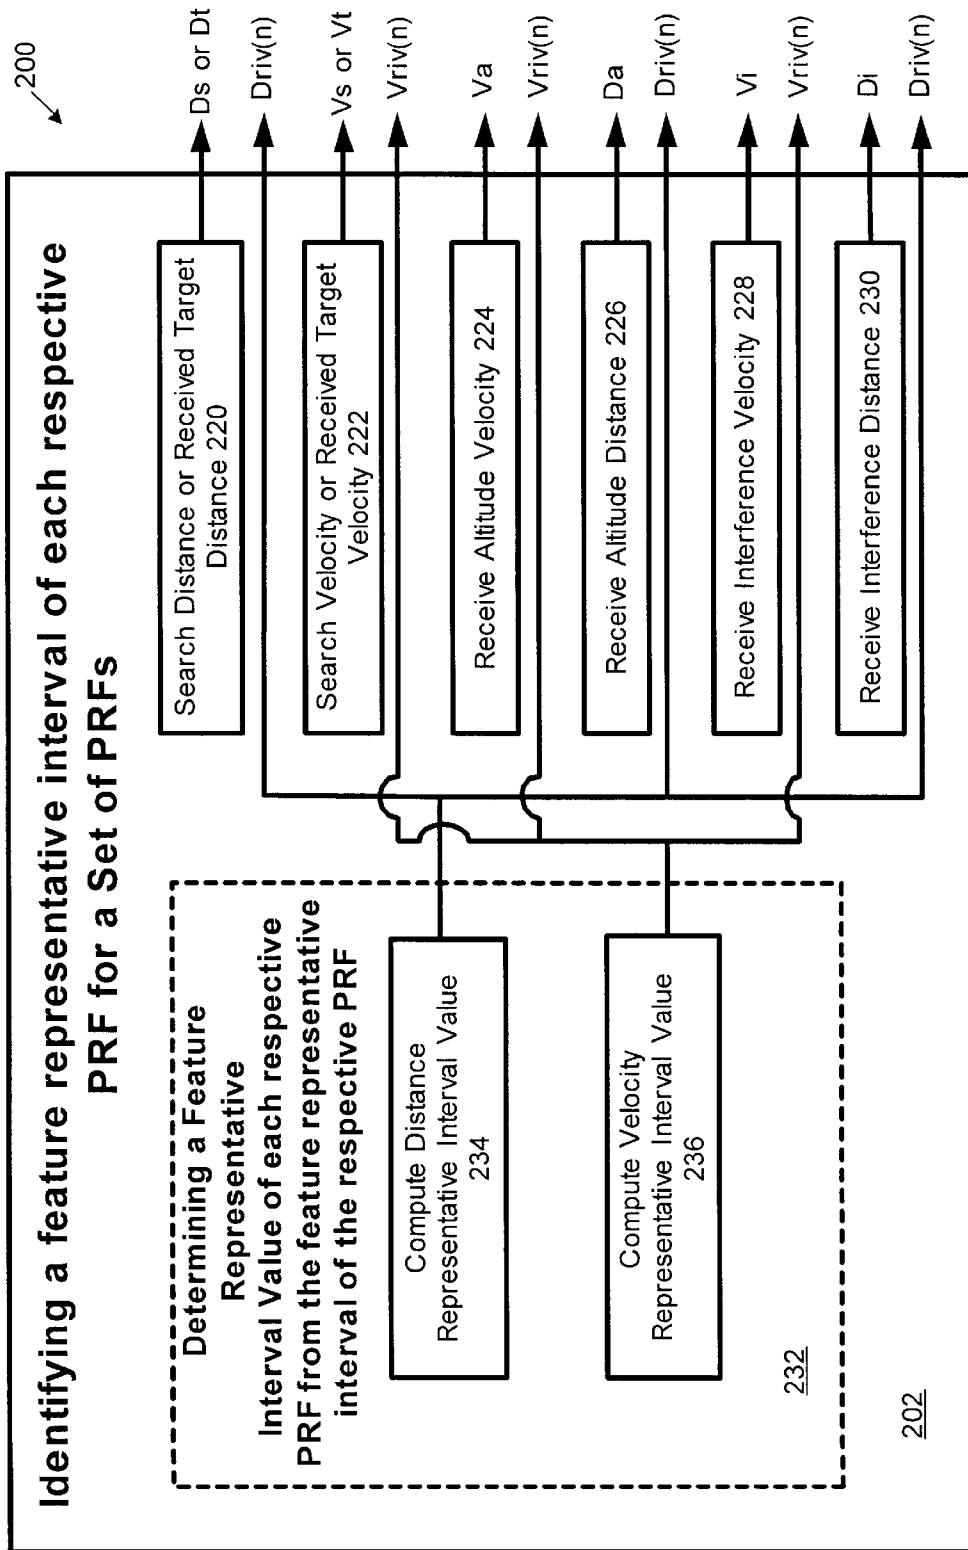 200
Identifying a feature representative interval of each respective
PRF for a Set of PRFs
Determining a Feature
Representative
Interval Value of each respective
PRF from the feature representative
interval of the respective PRF
Compute Distance
Representative Interval Value
234
Compute Velocity
Representative Interval Value
236
232
202
Search Distance or Received Target
Distance 220
Search Velocity or Received Target
Velocity 222
Receive Altitude Velocity 224
Receive Altitude Distance 226
Receive Interference Velocity 228
Receive Interference Distance 230
Ds or Dt
Driv(n)
Vs or Vt
Vriv(n)
Va
Vriv(n)
Da
Driv(n)
Vi
Vriv(n)
Di
Driv(n)